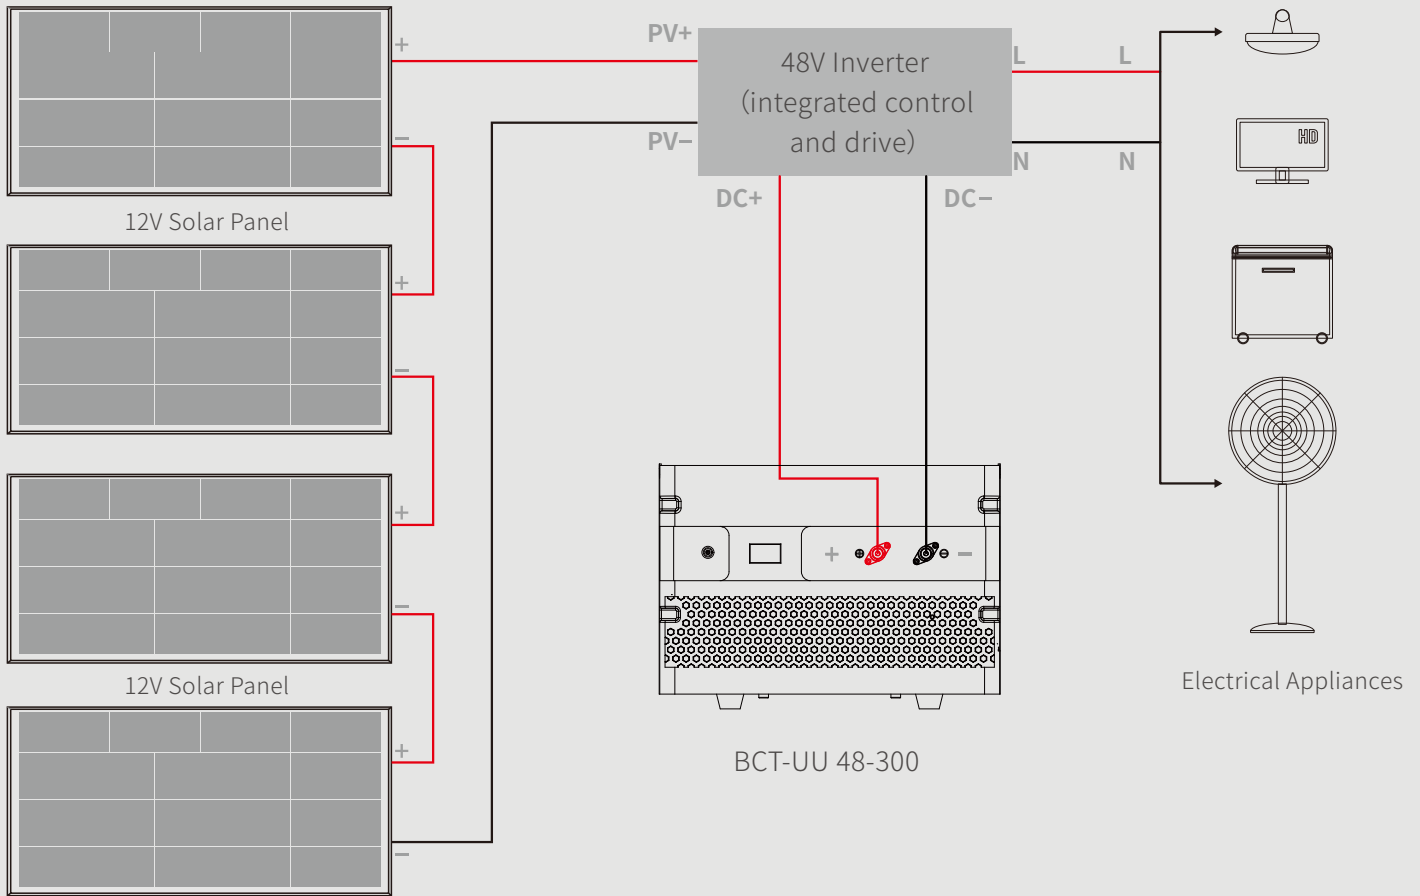 +
PV+
48V Inverter
（integrated control
and drive）
L
L
−
PV−
N
N
HD
DC+
DC−
12V Solar Panel
+
−
+
+
−
−
12V Solar Panel
Electrical Appliances
+
BCT-UU 48-300
−